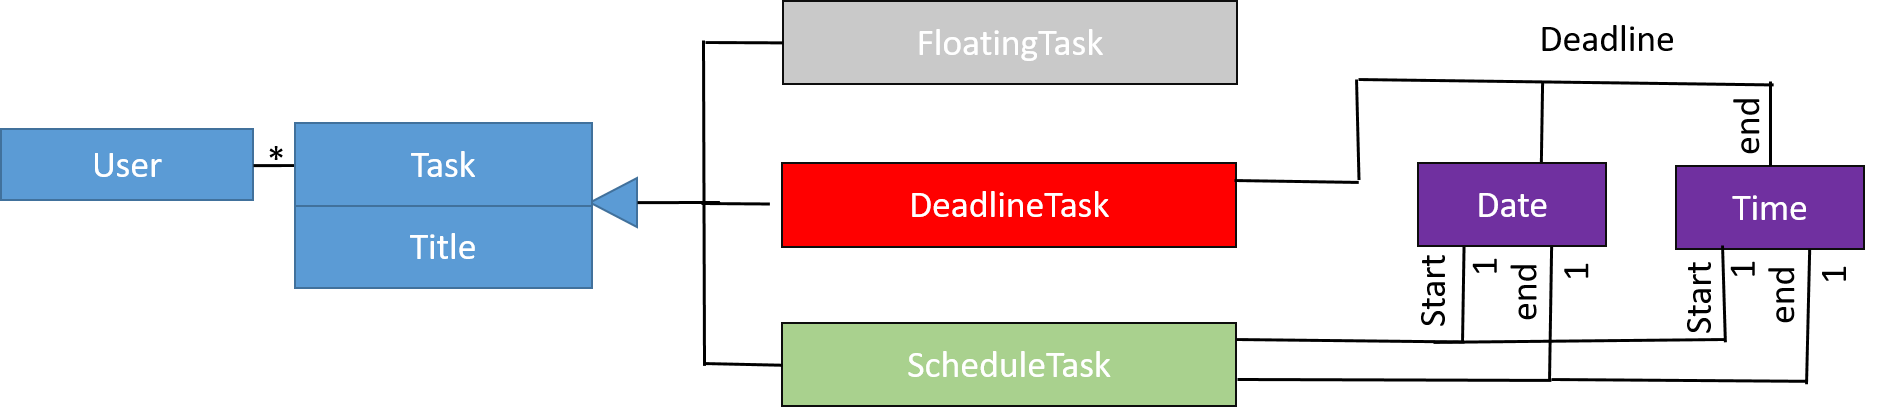 FloatingTask
Deadline
User
*
Task
Title
DeadlineTask
end
Date
Time
Start
1
end
1
Start
1
end
1
ScheduleTask